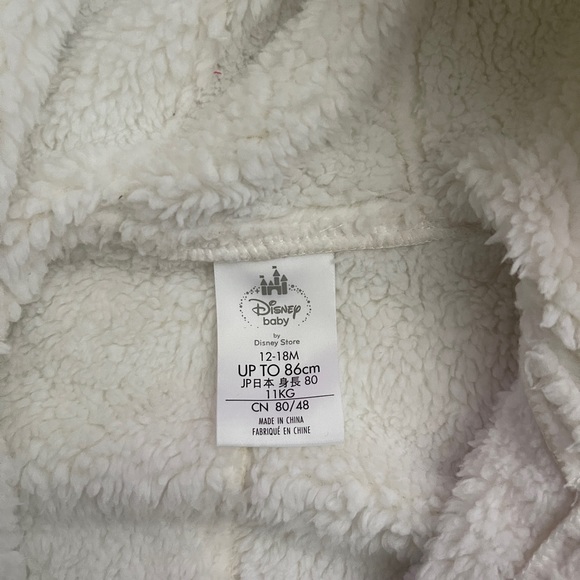 Disney
baby
by
Disney Store
12-18M
UP TO 86cm
JP日本 身長 80
11KG
CN 80/48
MADE IN CHINA
FABRIQUÉ EN CHINE